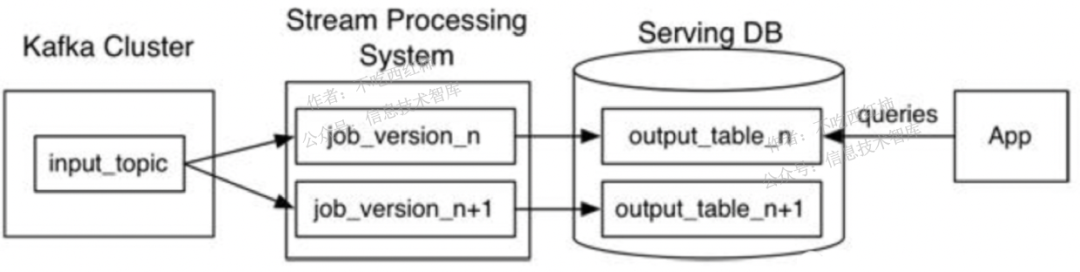 Kafka Cluster
Stream Processing
System
Serving DB
input_topic
job_version_n
job_version_n+1
output_table_n
output_table_n+1
queries
App
作者：不吃西红柿
公众号：信息技术智库
作者：不吃西红柿
公众号：信息技术智库